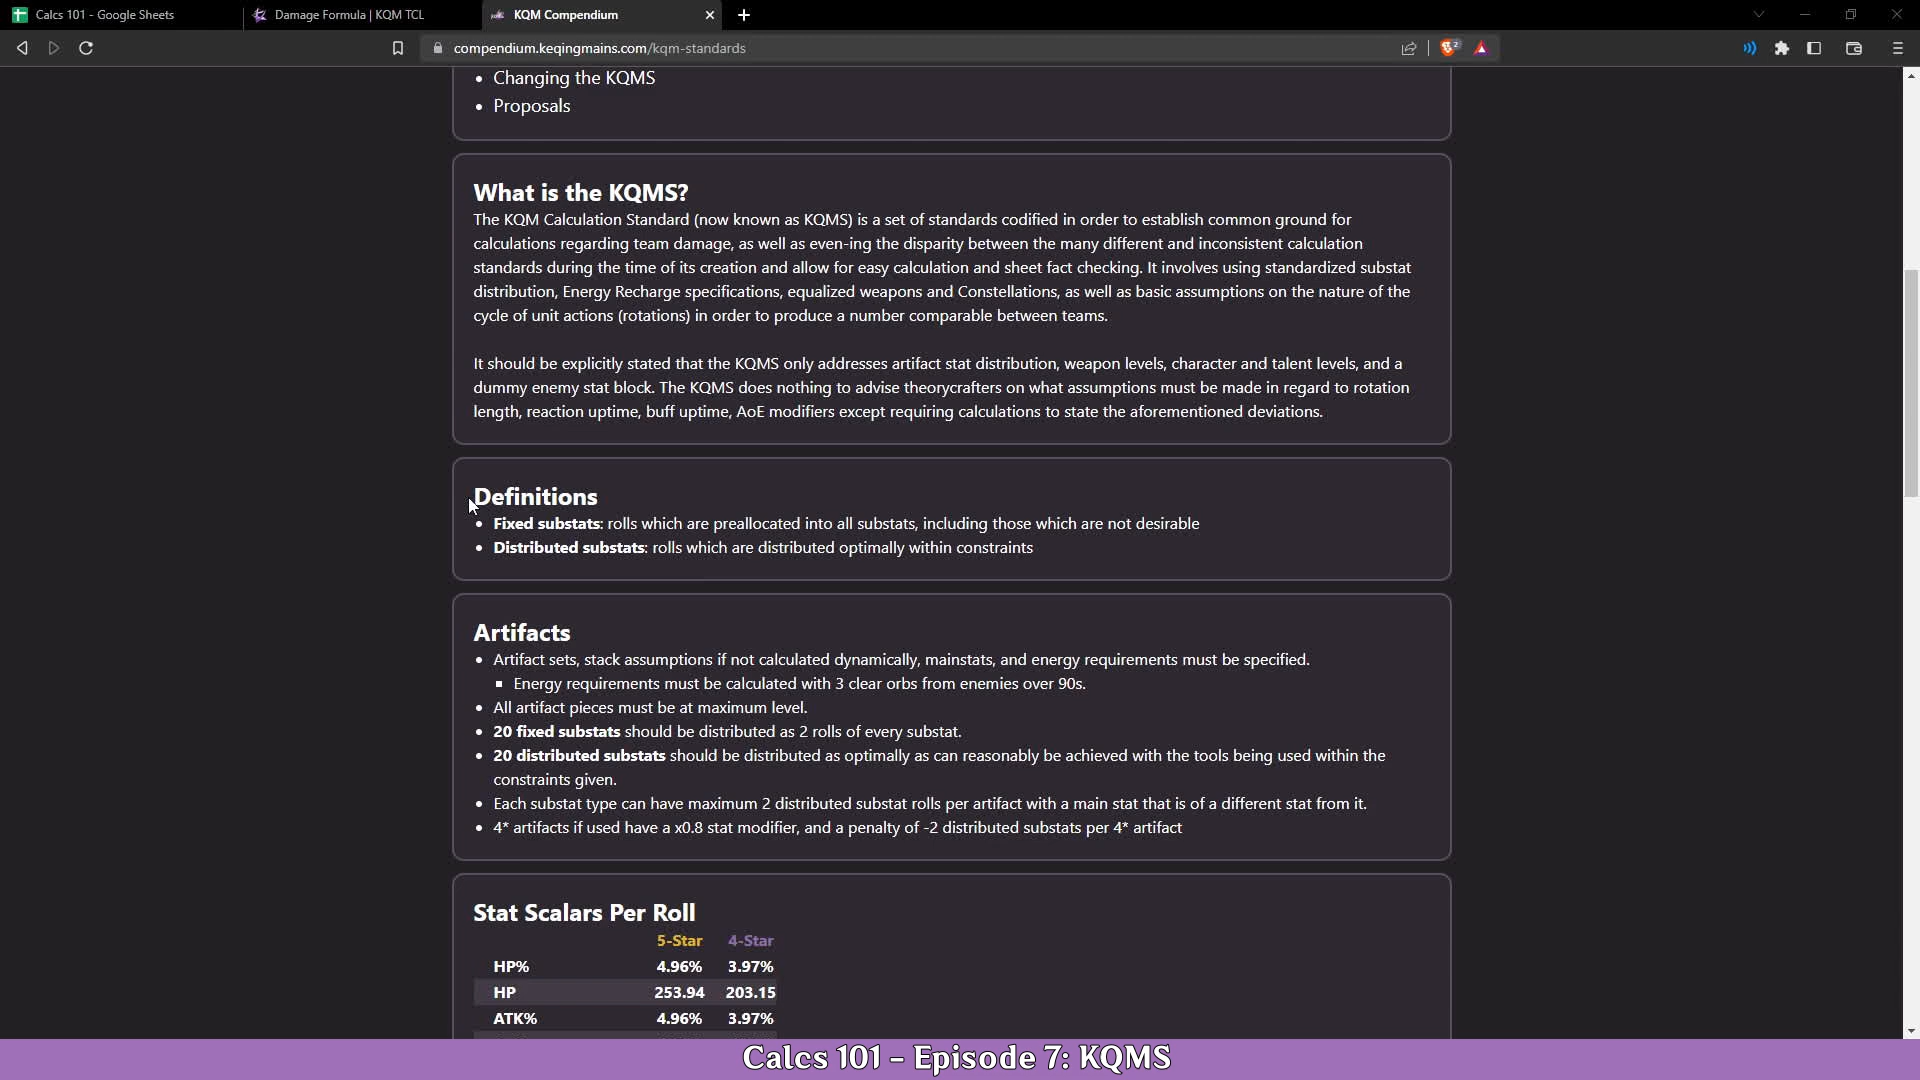 Calcs 101 - Google Sheets
Damage Formula | KQM TCL
KQM Compendium
compendium.keqingmains.com/kqm-standards
2
• Changing the KQMS
• Proposals
What is the KQMS?
The KQM Calculation Standard (now known as KQMS) is a set of standards codified in order to establish common ground for
calculations regarding team damage, as well as even-ing the disparity between the many different and inconsistent calculation
standards during the time of its creation and allow for easy calculation and sheet fact checking. It involves using standardized substat
distribution, Energy Recharge specifications, equalized weapons and Constellations, as well as basic assumptions on the nature of the
cycle of unit actions (rotations) in order to produce a number comparable between teams.
It should be explicitly stated that the KQMS only addresses artifact stat distribution, weapon levels, character and talent levels, and a
dummy enemy stat block. The KQMS does nothing to advise theorycrafters on what assumptions must be made in regard to rotation
length, reaction uptime, buff uptime, AoE modifiers except requiring calculations to state the aforementioned deviations.
Definitions
• Fixed substats: rolls which are preallocated into all substats, including those which are not desirable
• Distributed substats: rolls which are distributed optimally within constraints
Artifacts
• Artifact sets, stack assumptions if not calculated dynamically, mainstats, and energy requirements must be specified.
▪ Energy requirements must be calculated with 3 clear orbs from enemies over 90s.
• All artifact pieces must be at maximum level.
• 20 fixed substats should be distributed as 2 rolls of every substat.
• 20 distributed substats should be distributed as optimally as can reasonably be achieved with the tools being used within the
constraints given.
• Each substat type can have maximum 2 distributed substat rolls per artifact with a main stat that is of a different stat from it.
• 4* artifacts if used have a x0.8 stat modifier, and a penalty of -2 distributed substats per 4* artifact
Stat Scalars Per Roll
5-Star 4-Star
HP% 4.96% 3.97%
HP 253.94 203.15
ATK% 4.96% 3.97%
Calcs 101 - Episode 7: KQMS